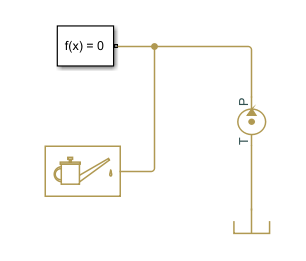 f(x) = 0
P
T